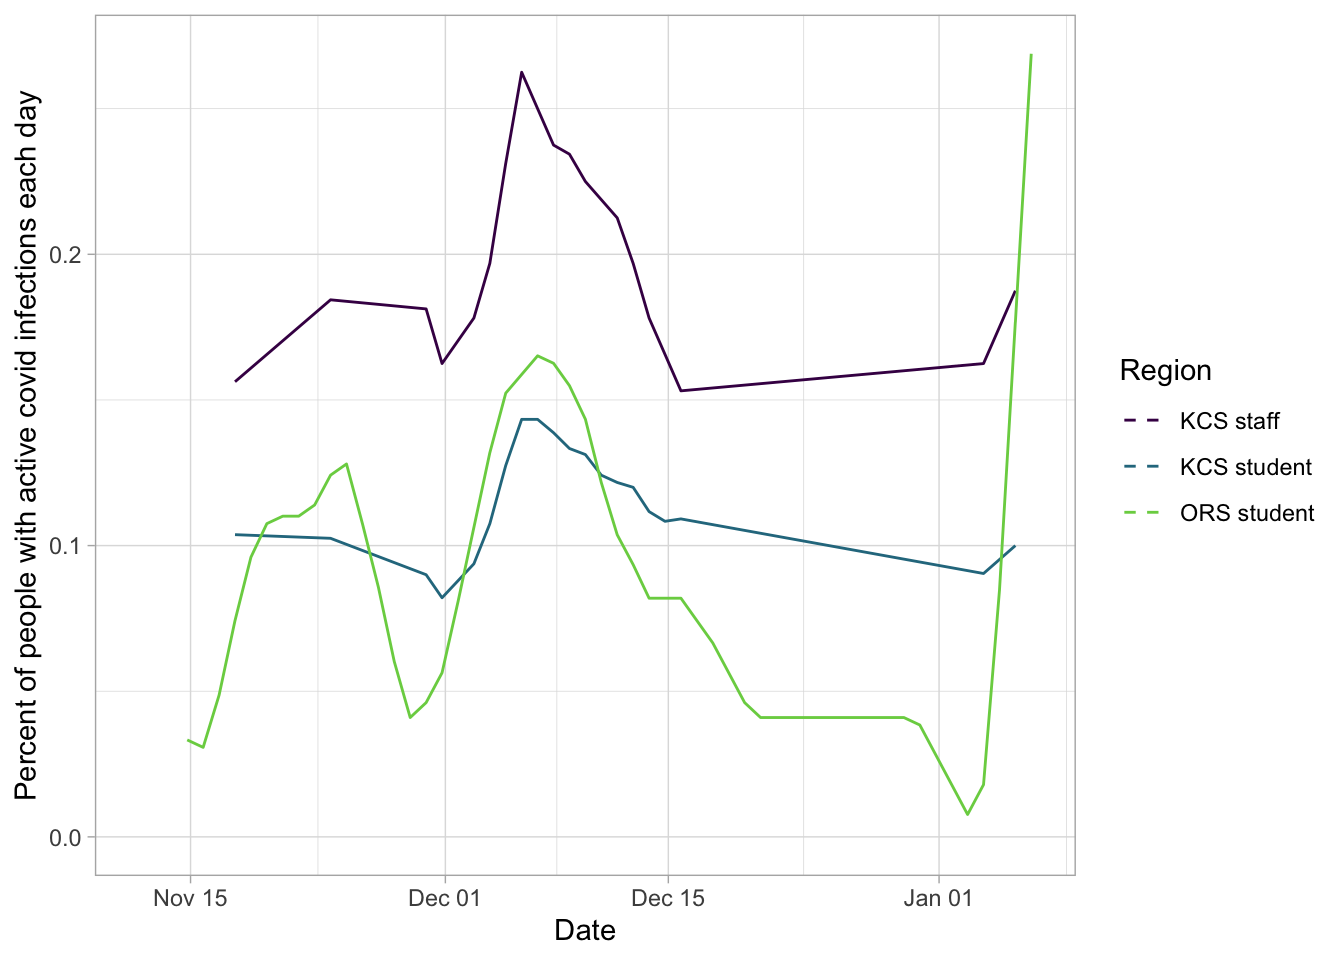 Percent of people with active covid infections each day
0.2
0.1
0.0
Nov 15
Dec 01
Dec 15
Jan 01
Date
Region
KCS staff
KCS student
ORS student